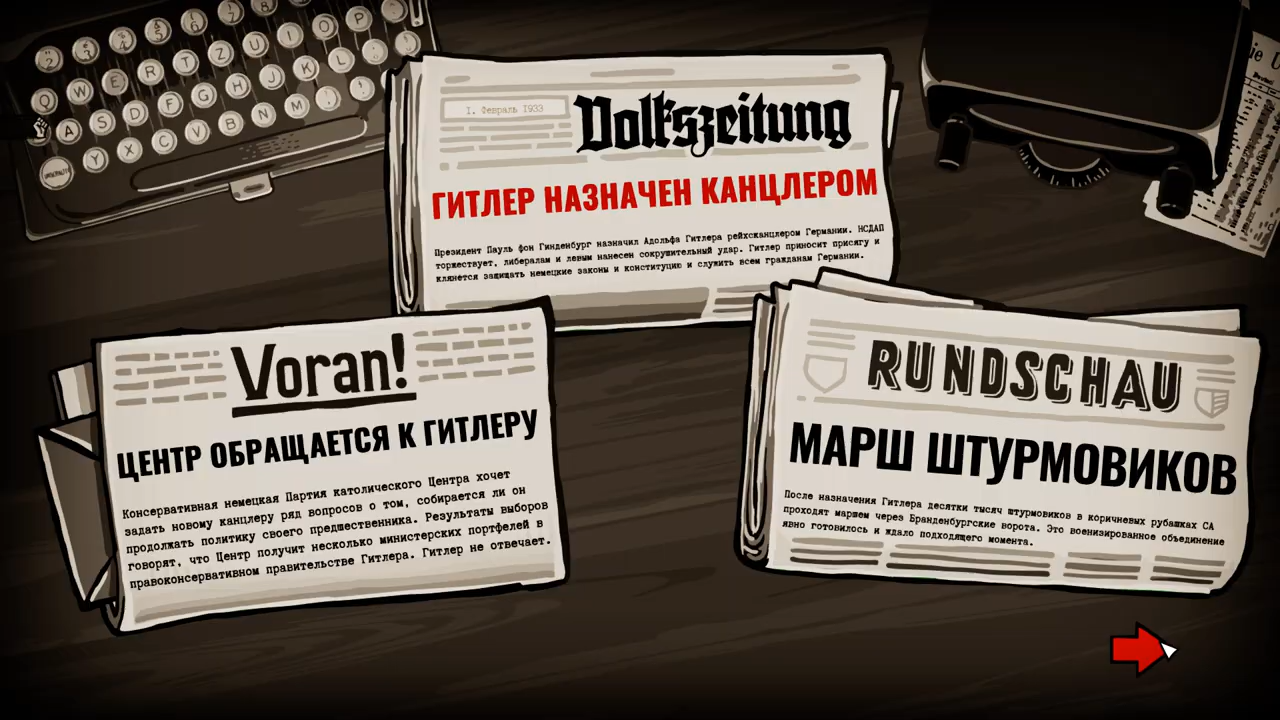 1. Февраль 1933
Volkszeitung
ГИТЛЕР НАЗНАЧЕН КАНЦЛЕРОМ
Президент Пауль фон Гинденбург назначил Адольфа Гитлера рейхсканцлером Германии. НСДАП
торжествует, либералам и левым нанесен сокрушительный удар. Гитлер приносит присягу и
клянется защищать немецкие законы и конституцию и служить всем гражданам Германии.
Voran!
ЦЕНТР ОБРАЩАЕТСЯ К ГИТЛЕРУ
Консервативная немецкая Партия католического Центра хочет
задать новому канцлеру ряд вопросов о том, собирается ли он
продолжать политику своего предшественника. Результаты выборов
говорят, что Центр получит несколько министерских портфелей в
правоконсервативном правительстве Гитлера. Гитлер не отвечает.
RUNDSCHAU
МАРШ ШТУРМОВИКОВ
После назначения Гитлера десятки тысяч штурмовиков в коричневых рубашках СА
проходят маршем через Бранденбургские ворота. Это военизированное объединение
явно готовилось и ждало подходящего момента.
Q W E R T Z U I O P
A S D F G H J K L
Y X C V B N M